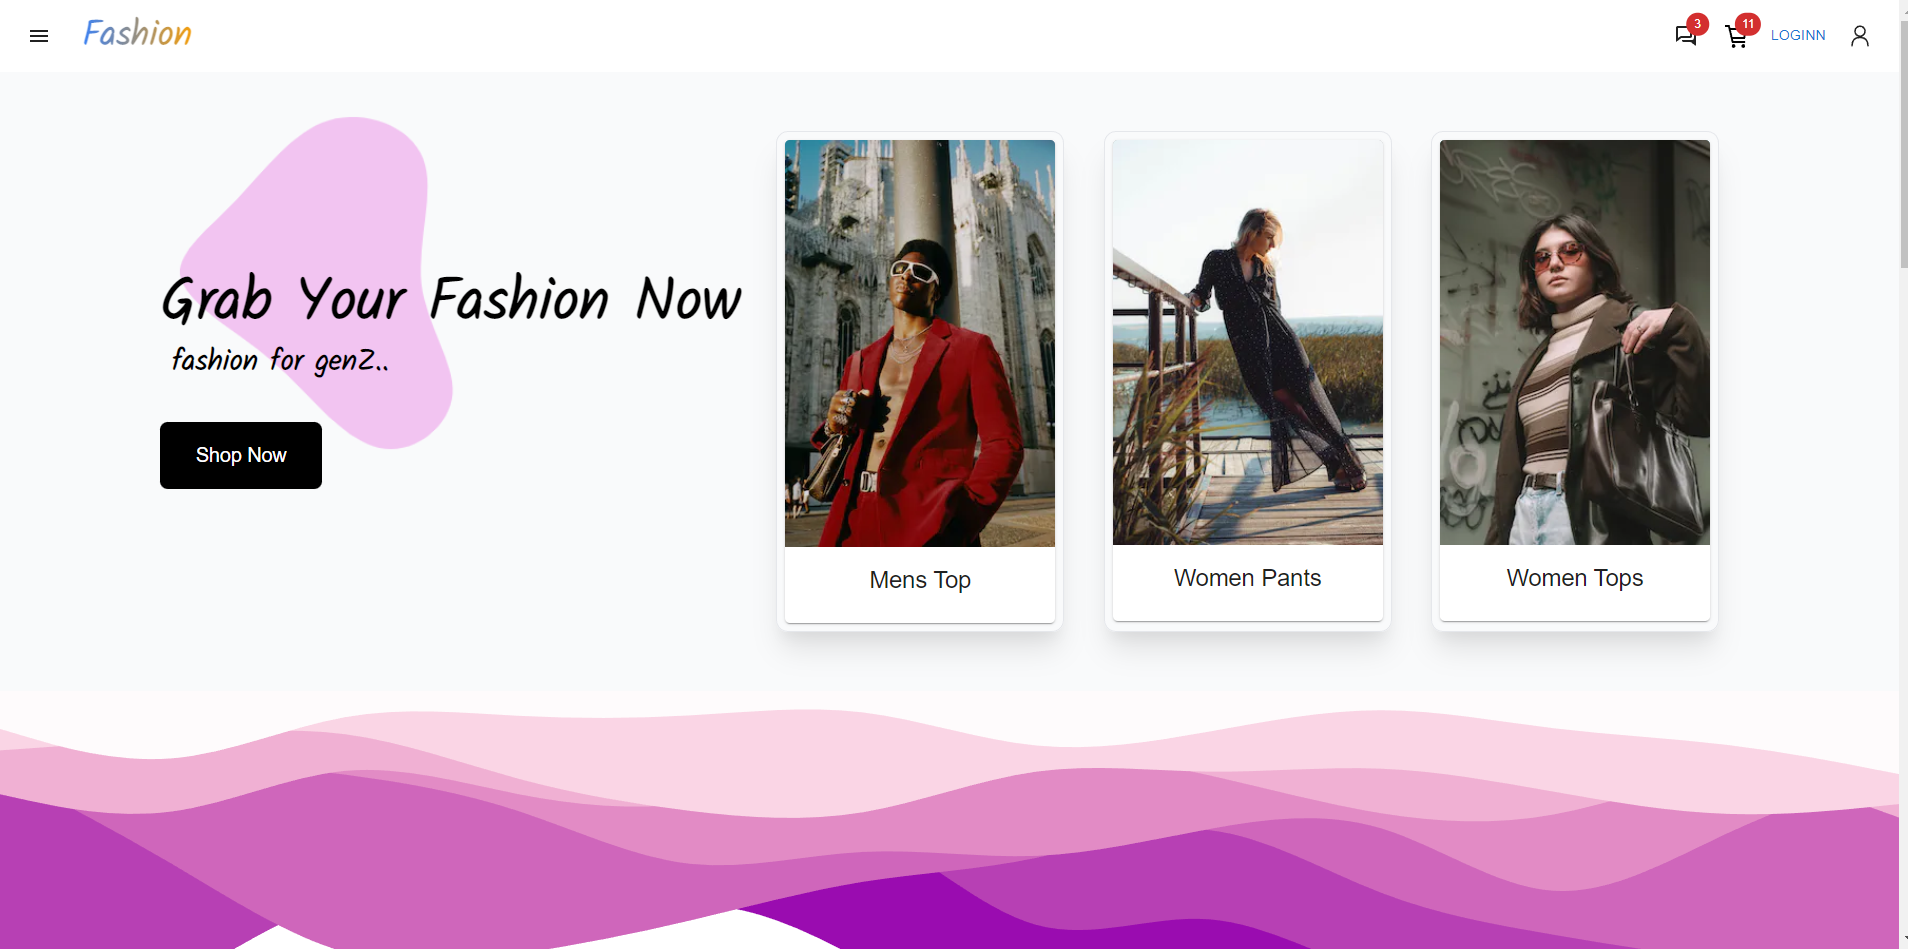 Fashion
3
11
LOGINN
Grab Your Fashion Now
fashion for genZ..
Shop Now
Mens Top
Women Pants
Women Tops